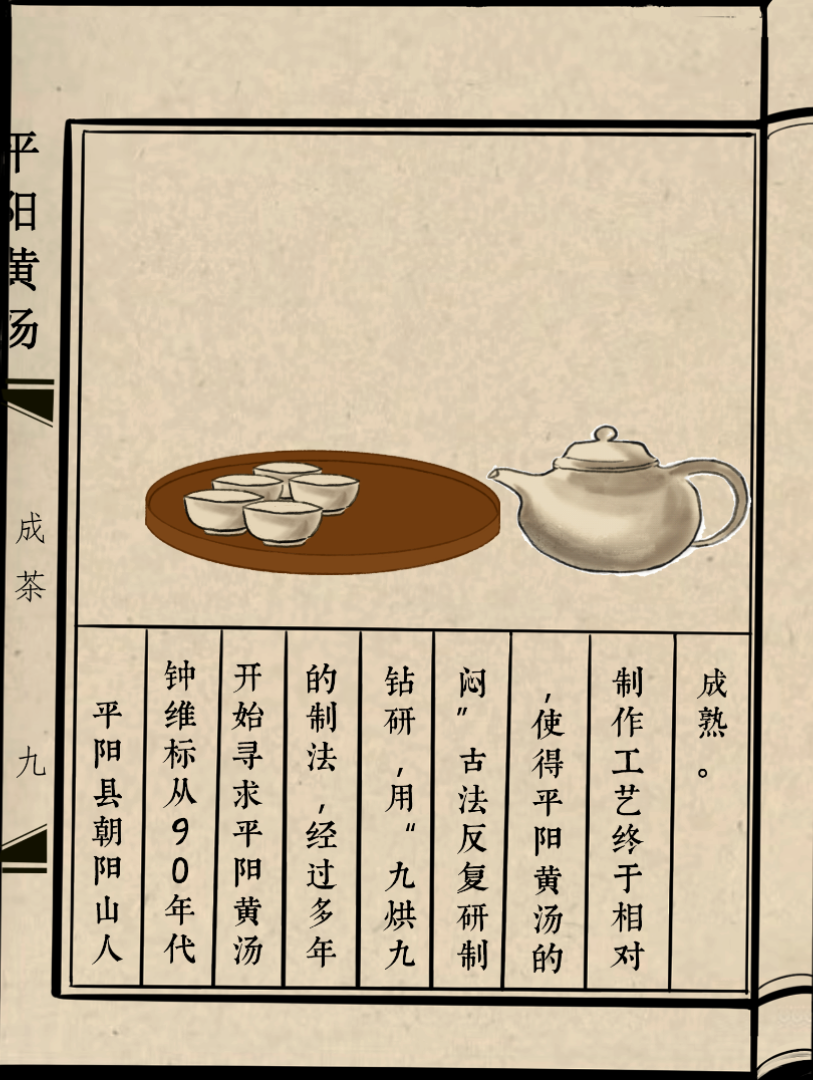 平阳黄汤
成茶
九
平阳县朝阳山人
钟维标从90年代
开始寻求平阳黄汤
的制法，经过多年
钻研，用“九烘九
闷”古法反复研制
，使得平阳黄汤的
制作工艺终于相对
成熟。